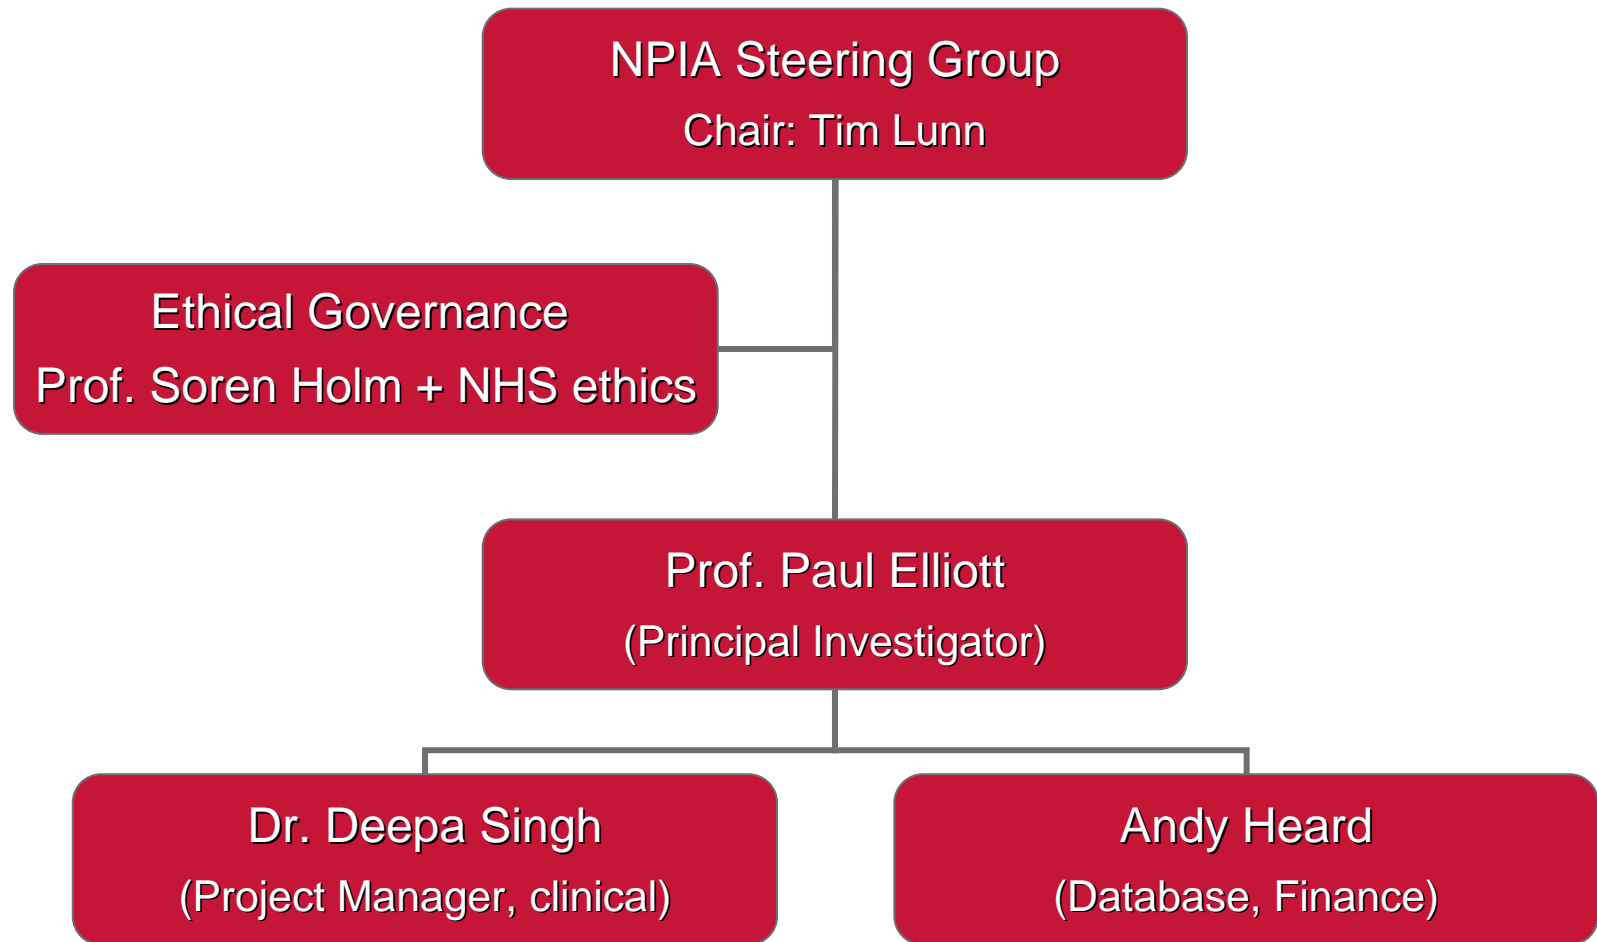 NPIA Steering Group
Chair: Tim Lunn
Ethical Governance
Prof. Soren Holm + NHS ethics
Prof. Paul Elliott
(Principal Investigator)
Dr. Deepa Singh
(Project Manager, clinical)
Andy Heard
(Database, Finance)